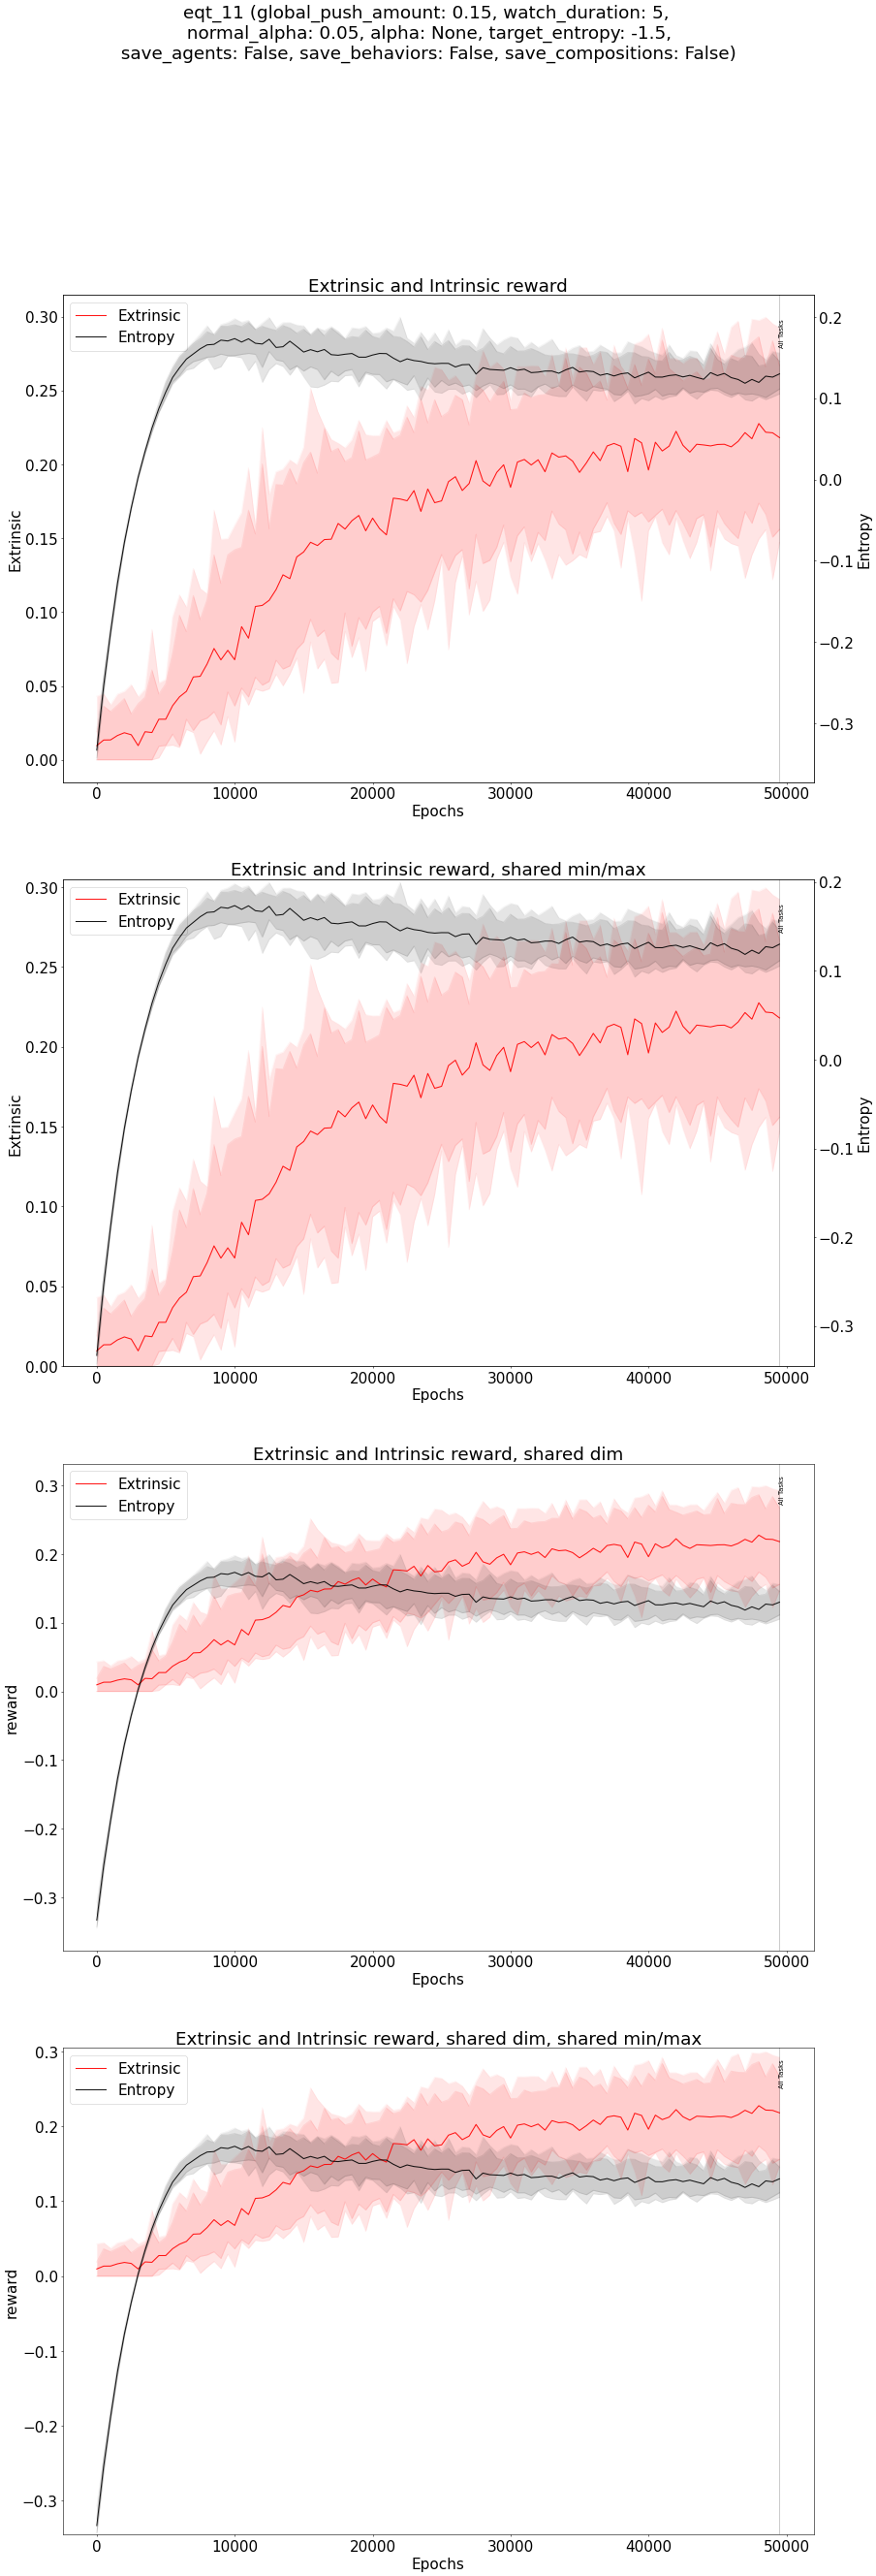 eqt_11 (global_push_amount: 0.15, watch_duration: 5,
normal_alpha: 0.05, alpha: None, target_entropy: -1.5,
save_agents: False, save_behaviors: False, save_compositions: False)
Extrinsic and Intrinsic reward
Extrinsic
Entropy
All Tasks
0.30
0.25
0.20
0.15
0.10
0.05
0.00
Extrinsic
0.2
0.1
0.0
−0.1
−0.2
−0.3
Entropy
0 10000 20000 30000 40000 50000
Epochs
Extrinsic and Intrinsic reward, shared min/max
Extrinsic
Entropy
All Tasks
0.30
0.25
0.20
0.15
0.10
0.05
0.00
Extrinsic
0.2
0.1
0.0
−0.1
−0.2
−0.3
Entropy
0 10000 20000 30000 40000 50000
Epochs
Extrinsic and Intrinsic reward, shared dim
Extrinsic
Entropy
All Tasks
0.3
0.2
0.1
0.0
−0.1
−0.2
−0.3
reward
0 10000 20000 30000 40000 50000
Epochs
Extrinsic and Intrinsic reward, shared dim, shared min/max
Extrinsic
Entropy
All Tasks
0.3
0.2
0.1
0.0
−0.1
−0.2
−0.3
reward
0 10000 20000 30000 40000 50000
Epochs